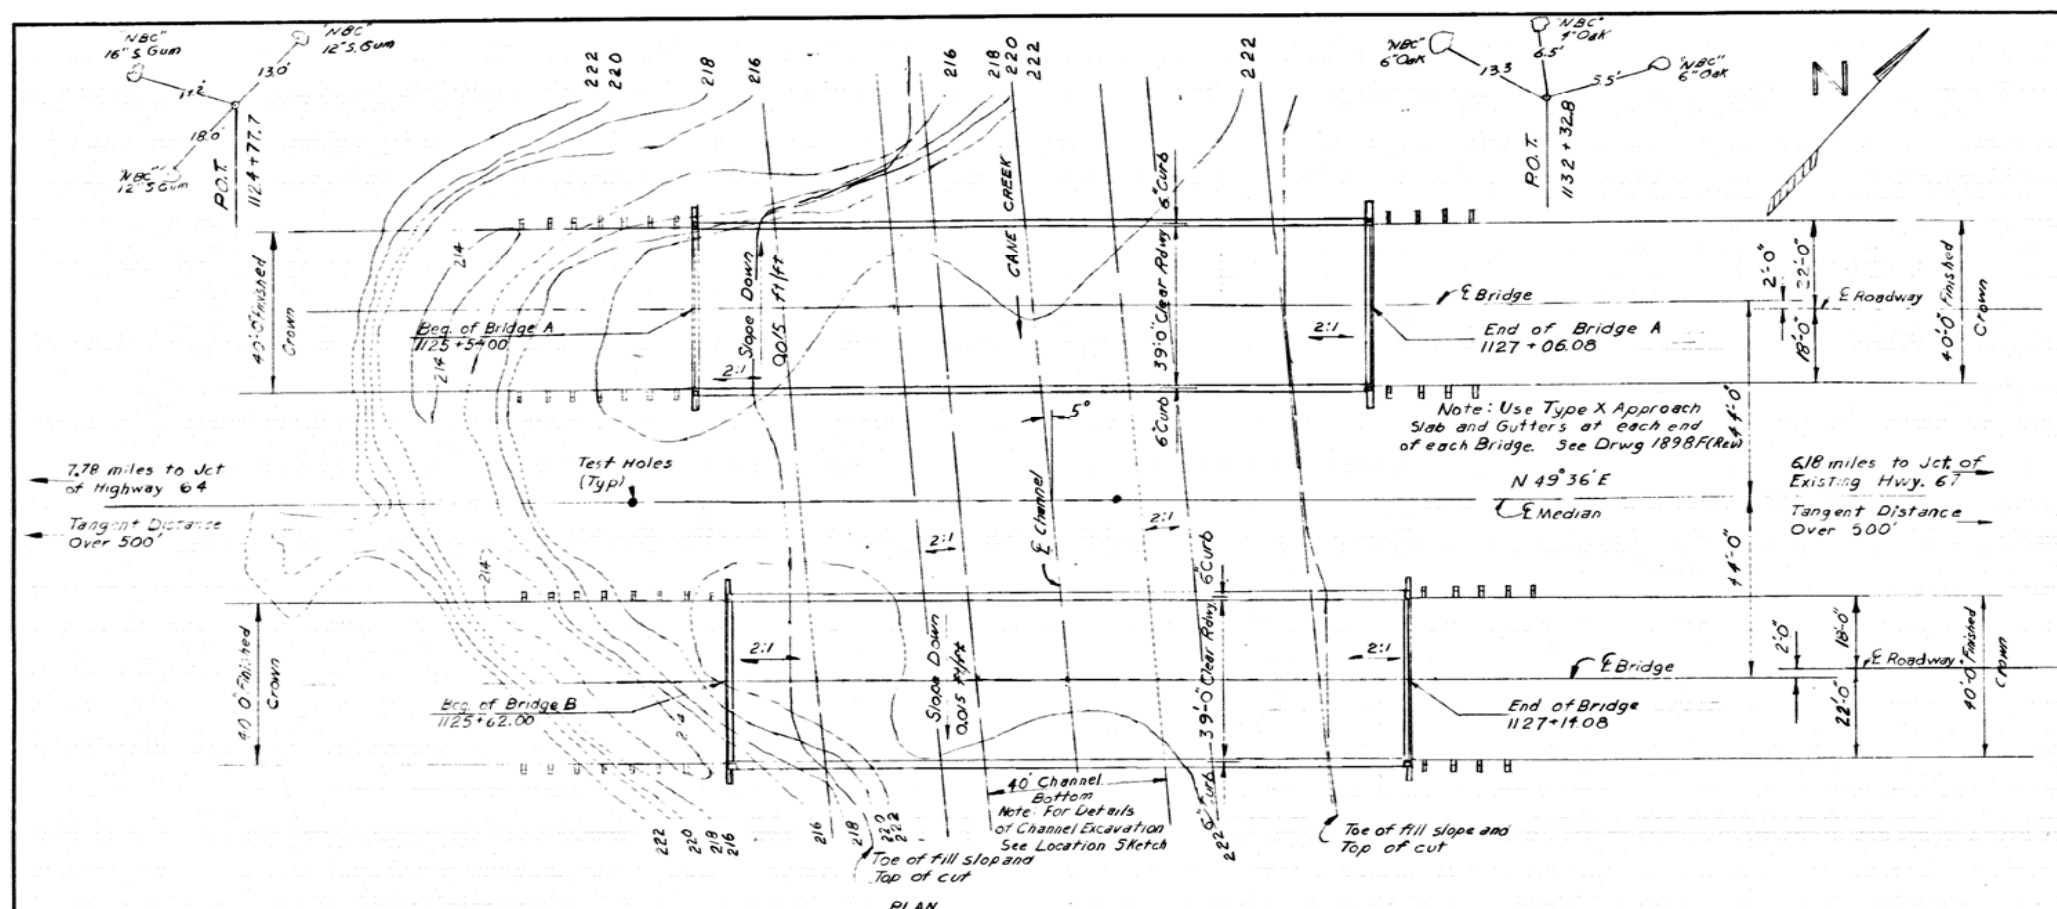 "NBC"
16" S. Gum
"NBC"
12" S. Gum
13.0'
18.0'
"NBC"
12" S Gum
P.O.T.
1124+77.7
222
220
218
216
216
218
220
222
222
"NBC"
6" Oak
"NBC"
"NBC"
6" Oak
13.3
6.5'
5.5'
P.O.T.
1132+32.8
N
CANE CREEK
6" Curb
39'-0" Clear Rdwy
6" Curb
Slope Down
0.015 ft/ft
40'-0" Finished
Crown
214
214
Beg. of Bridge A
1125+54.00
2:1
2:1
℄ Bridge
End of Bridge A
1127+06.08
2'-0"
22'-0"
18'-0"
℄ Roadway
40'-0" Finished
Crown
5°
Note: Use Type X Approach
Slab and Gutters at each end
of each Bridge. See Drwg 1898F(Rev)
44'-0"
7.78 miles to Jct
of Highway 64
Test Holes
(Typ)
℄ Channel
N 49° 36' E
℄ Median
6.18 miles to Jct. of
Existing Hwy. 67
Tangent Distance
Over 500'
Tangent Distance
Over 500'
2:1
2:1
44'-0"
214
6" Curb
39'-0" Clear Rdwy.
6" Curb
40'-0" Finished
Crown
2:1
2:1
Slope Down
0.015 ft/ft
Beg. of Bridge B
1125+62.00
214
℄ Bridge
End of Bridge
1127+14.08
2'-0"
18'-0"
22'-0"
℄ Roadway
40'-0" Finished
Crown
40' Channel
Bottom
Note: For Details
of Channel Excavation
See Location Sketch
222
220
218
216
216
218
220
222
222
Toe of fill slop and
Top of cut
Toe of fill slope and
Top of cut
PLAN